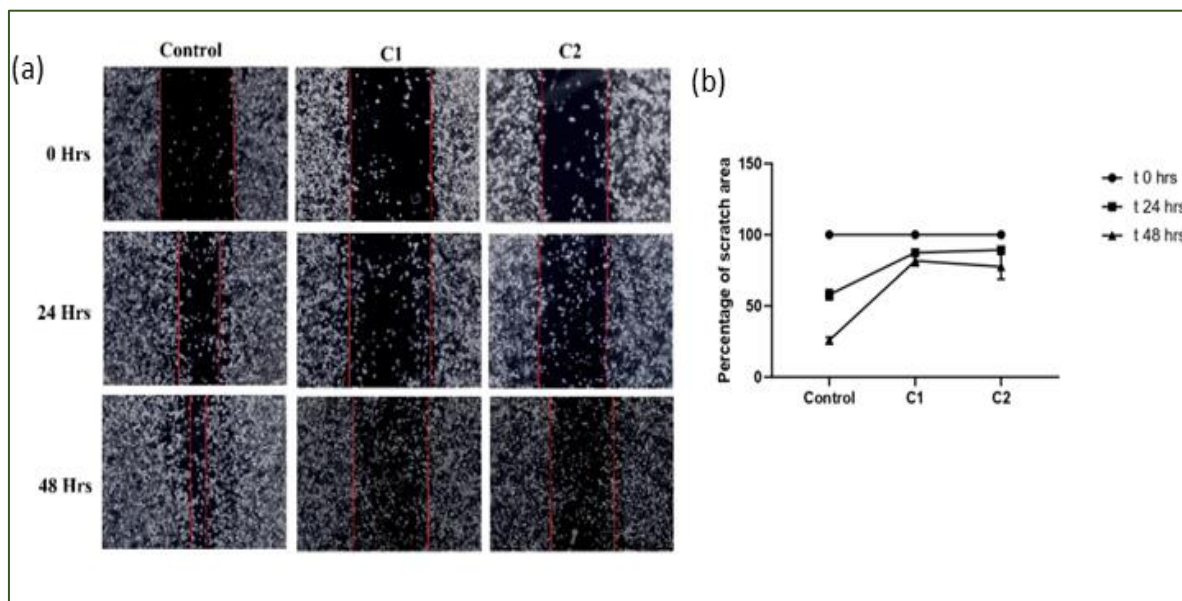 (a)
Control C1 C2
0 Hrs
24 Hrs
48 Hrs
(b)
Percentage of scratch area
150
100
50
0
Control C1 C2
t 0 hrs
t 24 hrs
t 48 hrs